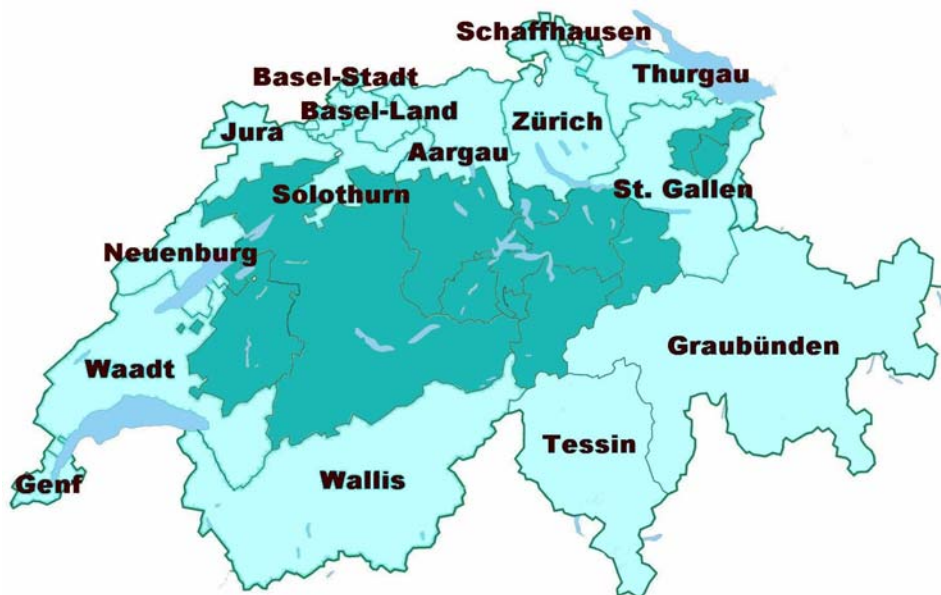 Schaffhausen
Basel-Stadt
Thurgau
Basel-Land
Zürich
Jura
Aargau
Solothurn
St. Gallen
Neuenburg
Graubünden
Waadt
Tessin
Wallis
Genf